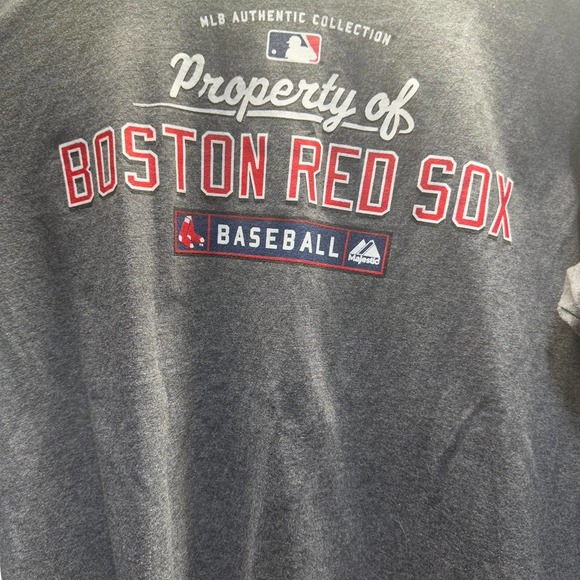 MLB AUTHENTIC COLLECTION
Property of
BOSTON RED SOX
BASEBALL Majestic